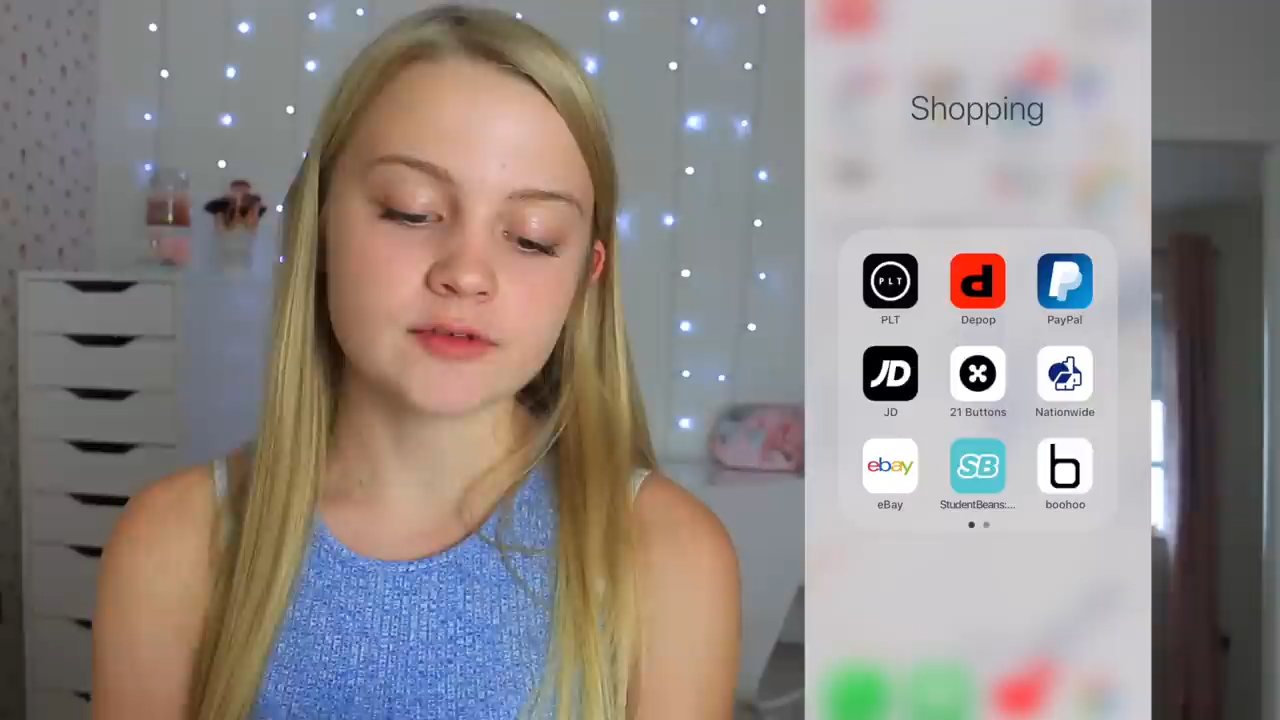 Shopping
PLT
d
P
PLT Depop PayPal
JD
JD 21 Buttons Nationwide
ebay SB b
eBay StudentBeans:... boohoo